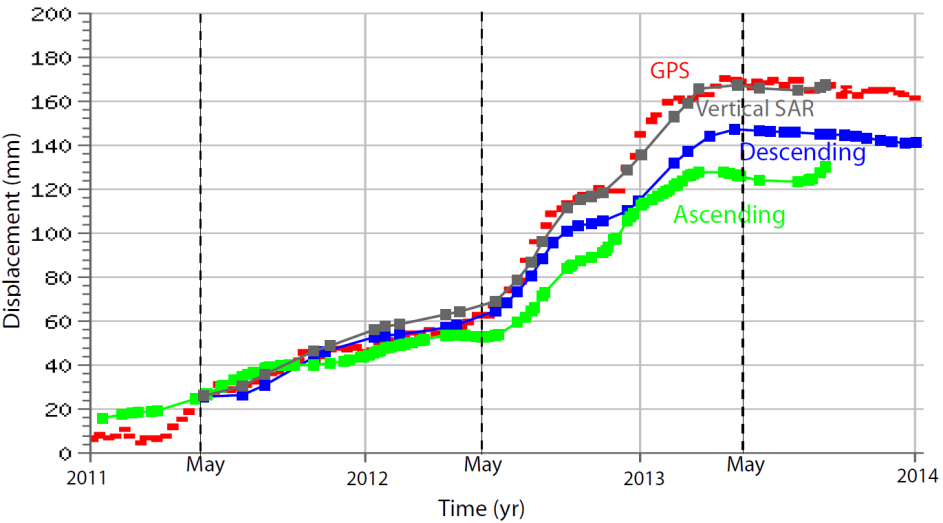 200
180
160
140
120
100
80
60
40
20
0
Displacement (mm)
GPS
Vertical SAR
Descending
Ascending
May
May
May
2011
2012
2013
2014
Time (yr)